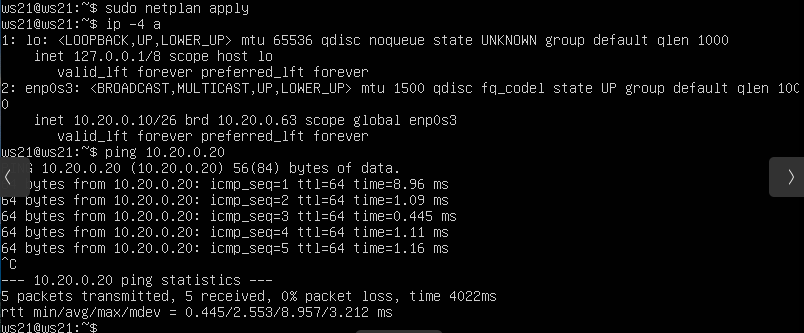 ws21@ws21:~$ sudo netplan apply
ws21@ws21:~$ ip -4 a
1: lo: <LOOPBACK,UP,LOWER_UP> mtu 65536 qdisc noqueue state UNKNOWN group default qlen 1000
    inet 127.0.0.1/8 scope host lo
       valid_lft forever preferred_lft forever
2: enp0s3: <BROADCAST,MULTICAST,UP,LOWER_UP> mtu 1500 qdisc fq_codel state UP group default qlen 100
0
    inet 10.20.0.10/26 brd 10.20.0.63 scope global enp0s3
       valid_lft forever preferred_lft forever
ws21@ws21:~$ ping 10.20.0.20
G 10.20.0.20 (10.20.0.20) 56(84) bytes of data.
bytes from 10.20.0.20: icmp_seq=1 ttl=64 time=8.96 ms
64 bytes from 10.20.0.20: icmp_seq=2 ttl=64 time=1.09 ms
64 bytes from 10.20.0.20: icmp_seq=3 ttl=64 time=0.445 ms
64 bytes from 10.20.0.20: icmp_seq=4 ttl=64 time=1.11 ms
64 bytes from 10.20.0.20: icmp_seq=5 ttl=64 time=1.16 ms
^C
--- 10.20.0.20 ping statistics ---
5 packets transmitted, 5 received, 0% packet loss, time 4022ms
rtt min/avg/max/mdev = 0.445/2.553/8.957/3.212 ms
ws21@ws21:~$